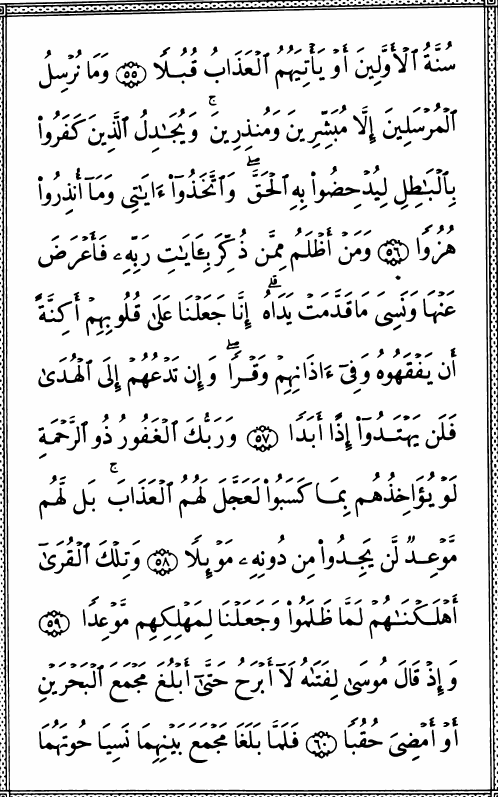 سُنَّةُ ٱلْأَوَّلِينَ أَوْ يَأْتِيَهُمُ ٱلْعَذَابُ قُبُلًا ﴿٥٥﴾ وَمَا نُرْسِلُ
ٱلْمُرْسَلِينَ إِلَّا مُبَشِّرِينَ وَمُنذِرِينَ ۚ وَيُجَٰدِلُ ٱلَّذِينَ كَفَرُوا۟
بِٱلْبَٰطِلِ لِيُدْحِضُوا۟ بِهِ ٱلْحَقَّ ۖ وَٱتَّخَذُوٓا۟ ءَايَٰتِى وَمَآ أُنذِرُوا۟
هُزُوًا ﴿٥٦﴾ وَمَنْ أَظْلَمُ مِمَّن ذُكِّرَ بِـَٔايَٰتِ رَبِّهِۦ فَأَعْرَضَ
عَنْهَا وَنَسِىَ مَا قَدَّمَتْ يَدَاهُ ۚ إِنَّا جَعَلْنَا عَلَىٰ قُلُوبِهِمْ أَكِنَّةً
أَن يَفْقَهُوهُ وَفِىٓ ءَاذَانِهِمْ وَقْرًا ۖ وَإِن تَدْعُهُمْ إِلَى ٱلْهُدَىٰ
فَلَن يَهْتَدُوٓا۟ إِذًا أَبَدًا ﴿٥٧﴾ وَرَبُّكَ ٱلْغَفُورُ ذُو ٱلرَّحْمَةِ
لَوْ يُؤَاخِذُهُم بِمَا كَسَبُوا۟ لَعَجَّلَ لَهُمُ ٱلْعَذَابَ ۚ بَل لَّهُم
مَّوْعِدٌ لَّن يَجِدُوا۟ مِن دُونِهِۦ مَوْئِلًا ﴿٥٨﴾ وَتِلْكَ ٱلْقُرَىٰٓ
أَهْلَكْنَٰهُمْ لَمَّا ظَلَمُوا۟ وَجَعَلْنَا لِمَهْلِكِهِم مَّوْعِدًا ﴿٥٩﴾
وَإِذْ قَالَ مُوسَىٰ لِفَتَىٰهُ لَآ أَبْرَحُ حَتَّىٰٓ أَبْلُغَ مَجْمَعَ ٱلْبَحْرَيْنِ
أَوْ أَمْضِىَ حُقُبًا ﴿٦٠﴾ فَلَمَّا بَلَغَا مَجْمَعَ بَيْنِهِمَا نَسِيَا حُوتَهُمَا